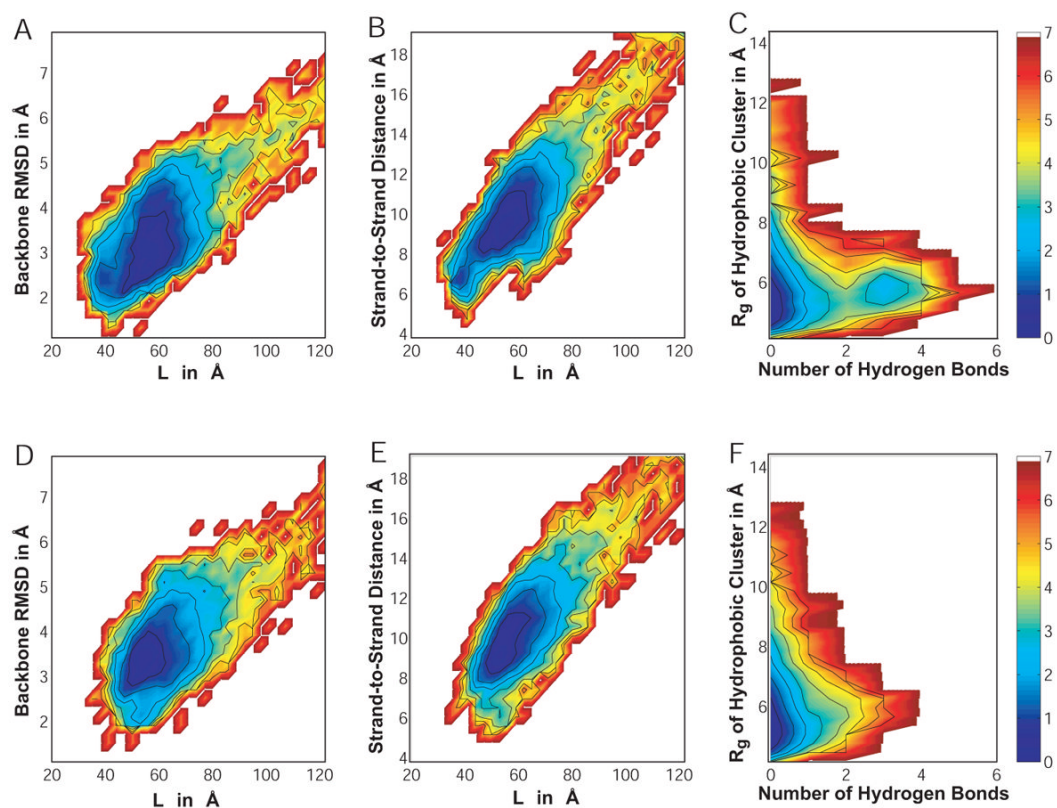 A
Backbone RMSD in Å
7
6
5
4
3
2
20 40 60 80 100 120
L in Å
B
Strand-to-Strand Distance in Å
18
16
14
12
10
8
6
4
20 40 60 80 100 120
L in Å
C
Rg of Hydrophobic Cluster in Å
14
12
10
8
6
0 2 4 6
Number of Hydrogen Bonds
7
6
5
4
3
2
1
0
D
Backbone RMSD in Å
7
6
5
4
3
2
20 40 60 80 100 120
L in Å
E
Strand-to-Strand Distance in Å
18
16
14
12
10
8
6
4
20 40 60 80 100 120
L in Å
F
Rg of Hydrophobic Cluster in Å
14
12
10
8
6
0 2 4 6
Number of Hydrogen Bonds
7
6
5
4
3
2
1
0